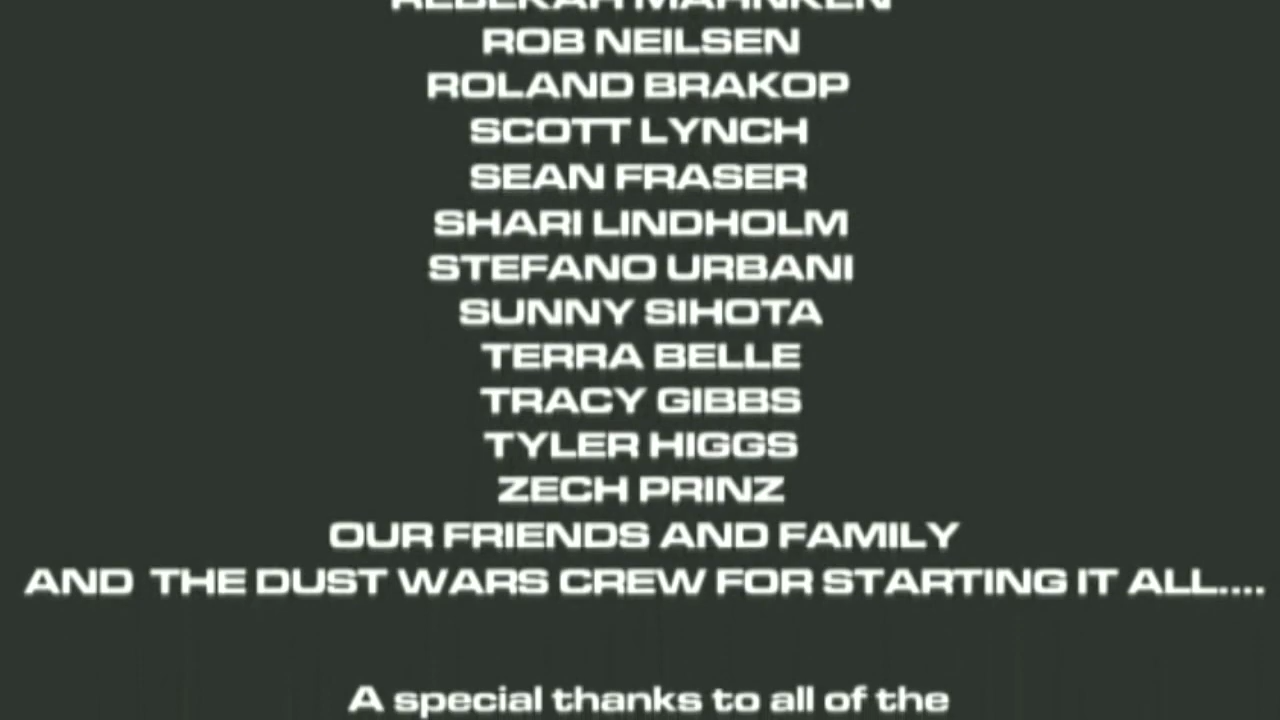 REBEKAH MAHNKEN
ROB NEILSEN
ROLAND BRAKOP
SCOTT LYNCH
SEAN FRASER
SHARI LINDHOLM
STEFANO URBANI
SUNNY SIHOTA
TERRA BELLE
TRACY GIBBS
TYLER HIGGS
ZECH PRINZ
OUR FRIENDS AND FAMILY
AND THE DUST WARS CREW FOR STARTING IT ALL....
A special thanks to all of the